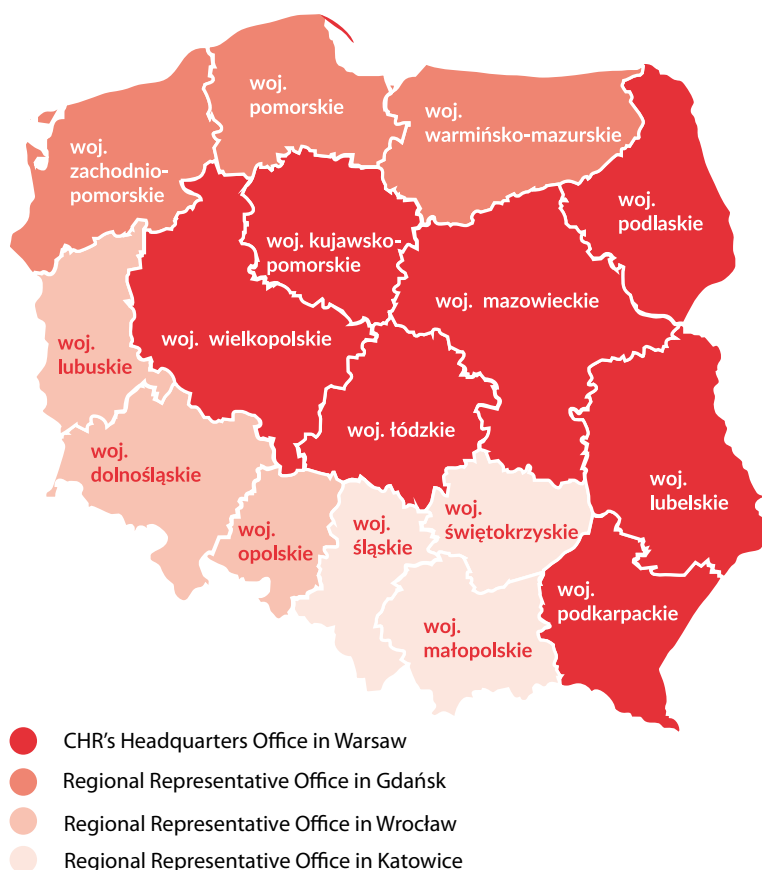 woj.
pomorskie
woj.
warmińsko-mazurskie
woj.
zachodnio-
pomorskie
woj.
podlaskie
woj. kujawsko-
pomorskie
woj. mazowieckie
woj. wielkopolskie
woj.
lubuskie
woj. łódzkie
woj.
dolnośląskie
woj.
lubelskie
woj.
świętokrzyskie
woj.
śląskie
woj.
opolskie
woj.
podkarpackie
woj.
małopolskie
CHR's Headquarters Office in Warsaw
Regional Representative Office in Gdańsk
Regional Representative Office in Wrocław
Regional Representative Office in Katowice